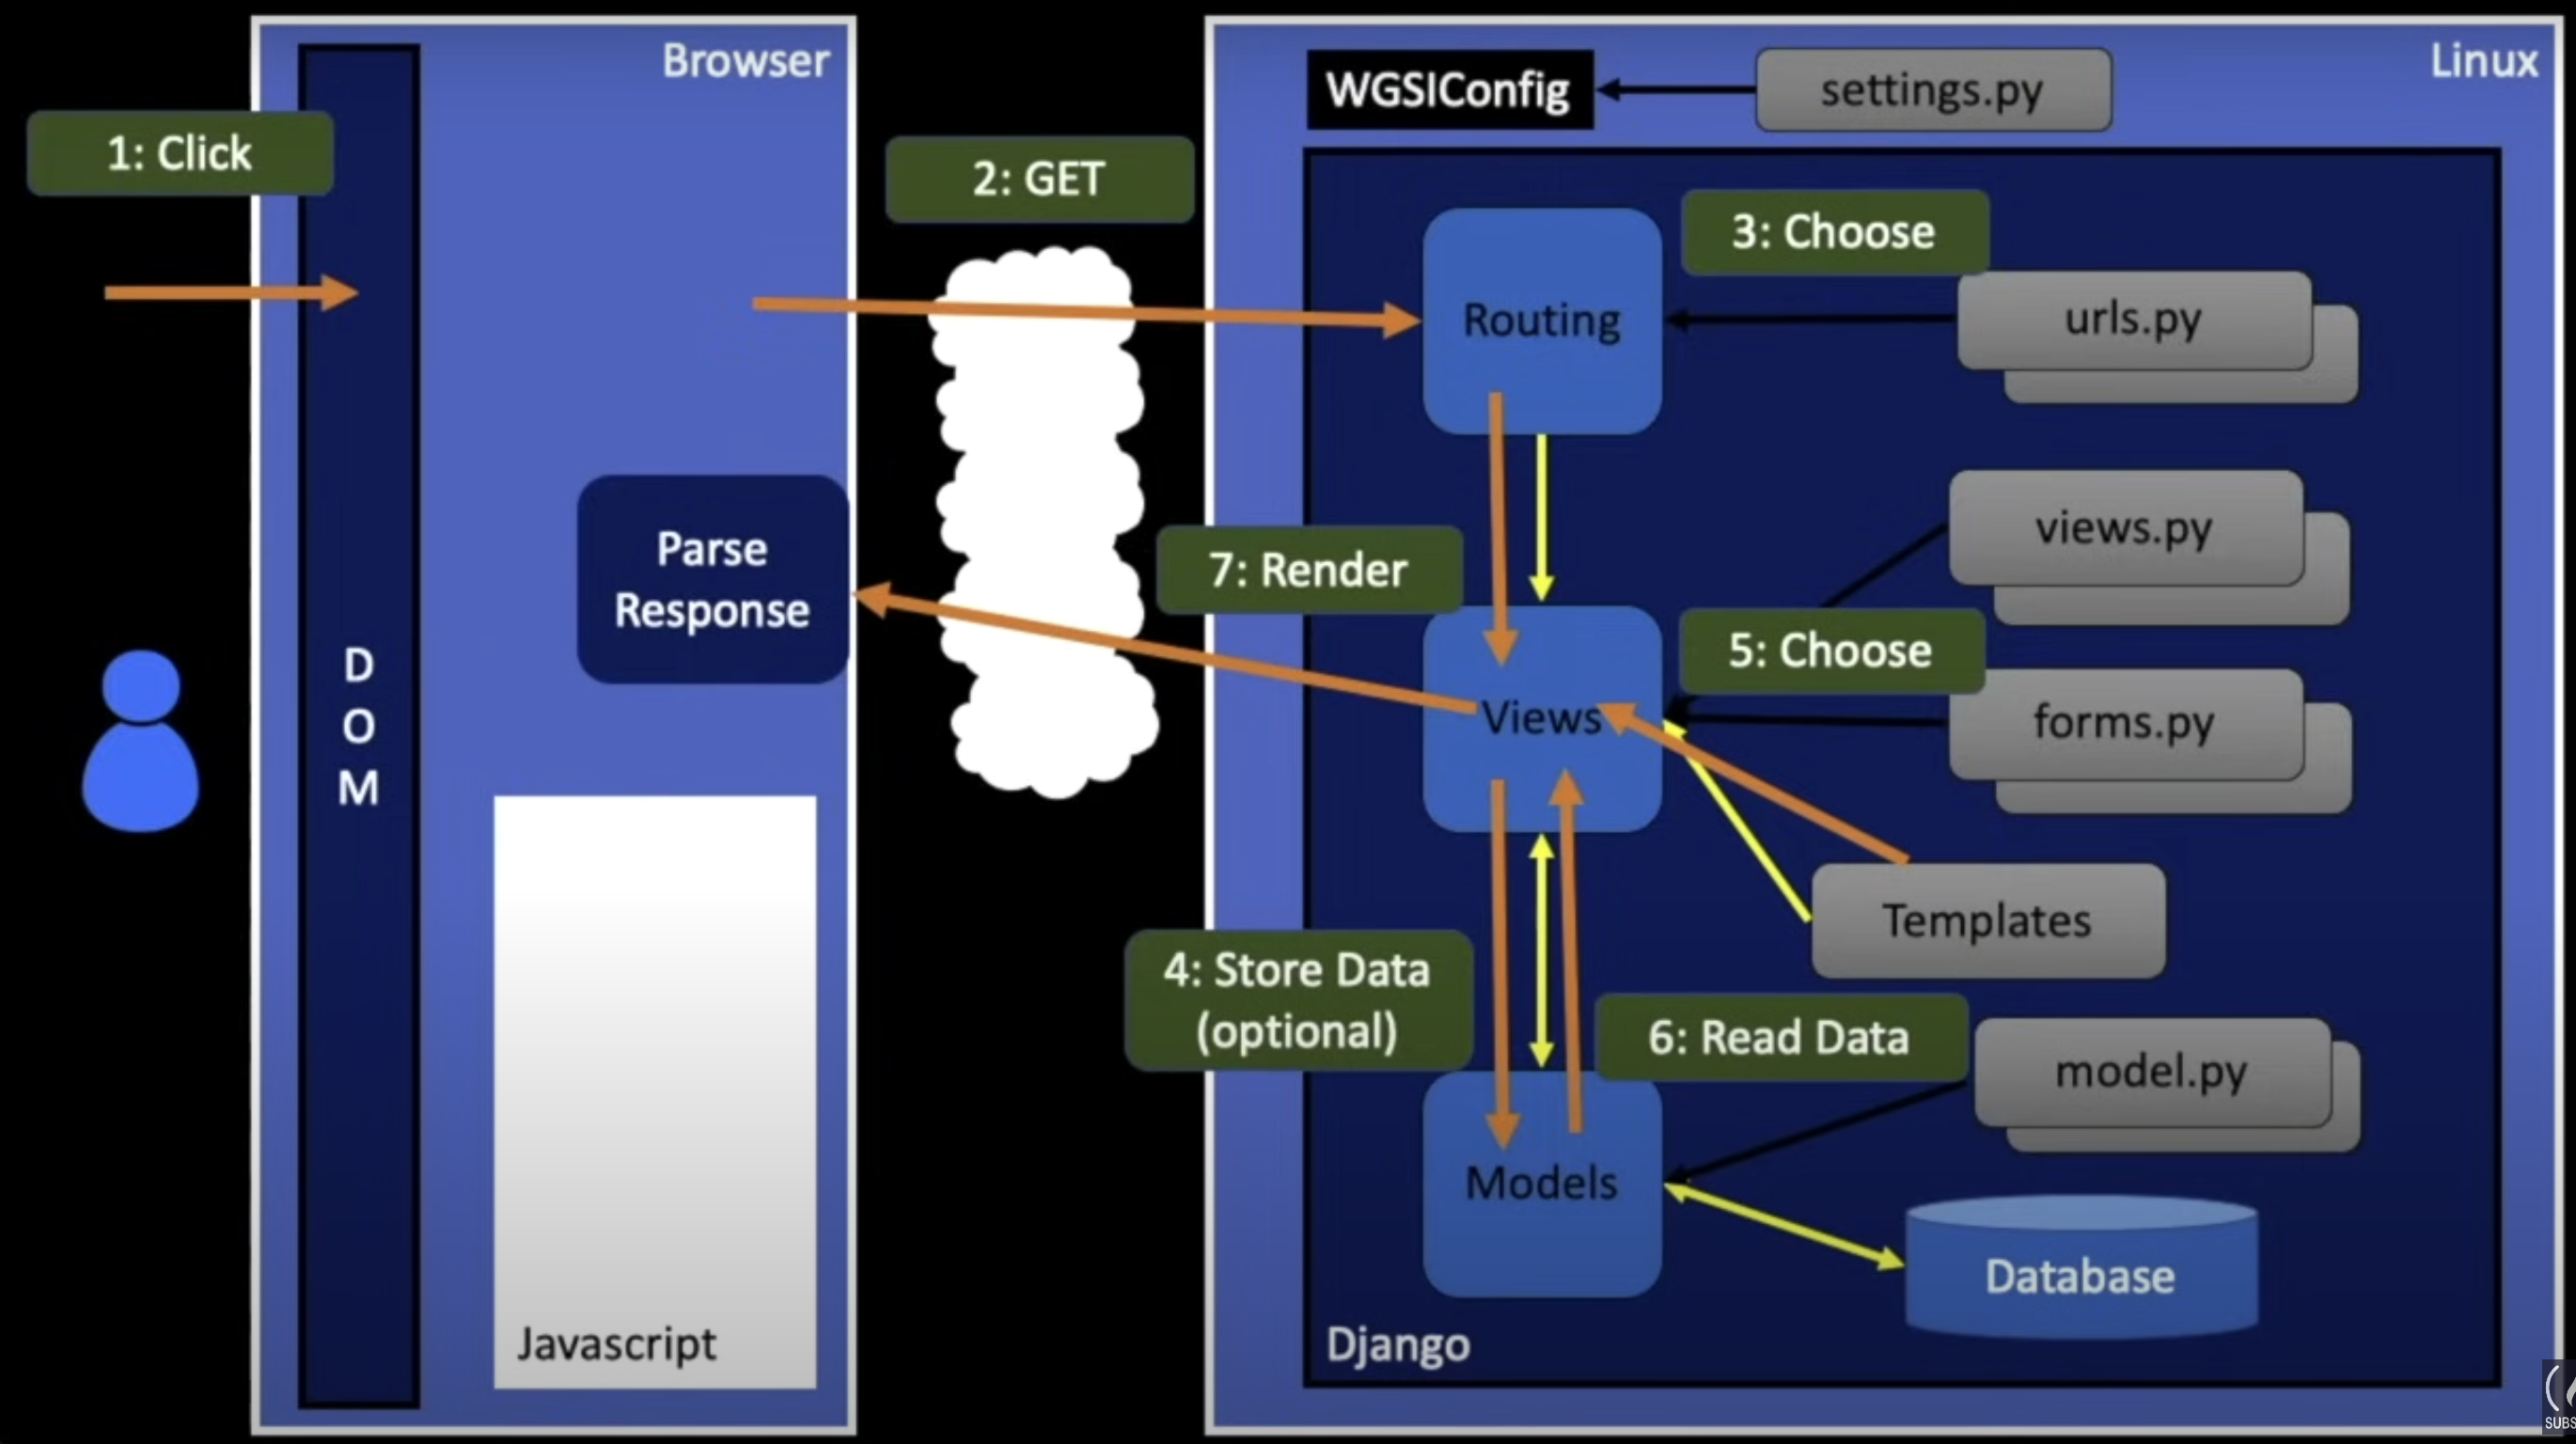 Browser
Linux
WGSIConfig
settings.py
1: Click
2: GET
3: Choose
Routing
urls.py
Parse
Response
7: Render
views.py
5: Choose
Views
forms.py
D
O
M
Templates
4: Store Data
(optional)
6: Read Data
model.py
Models
Database
Javascript
Django
SUBS